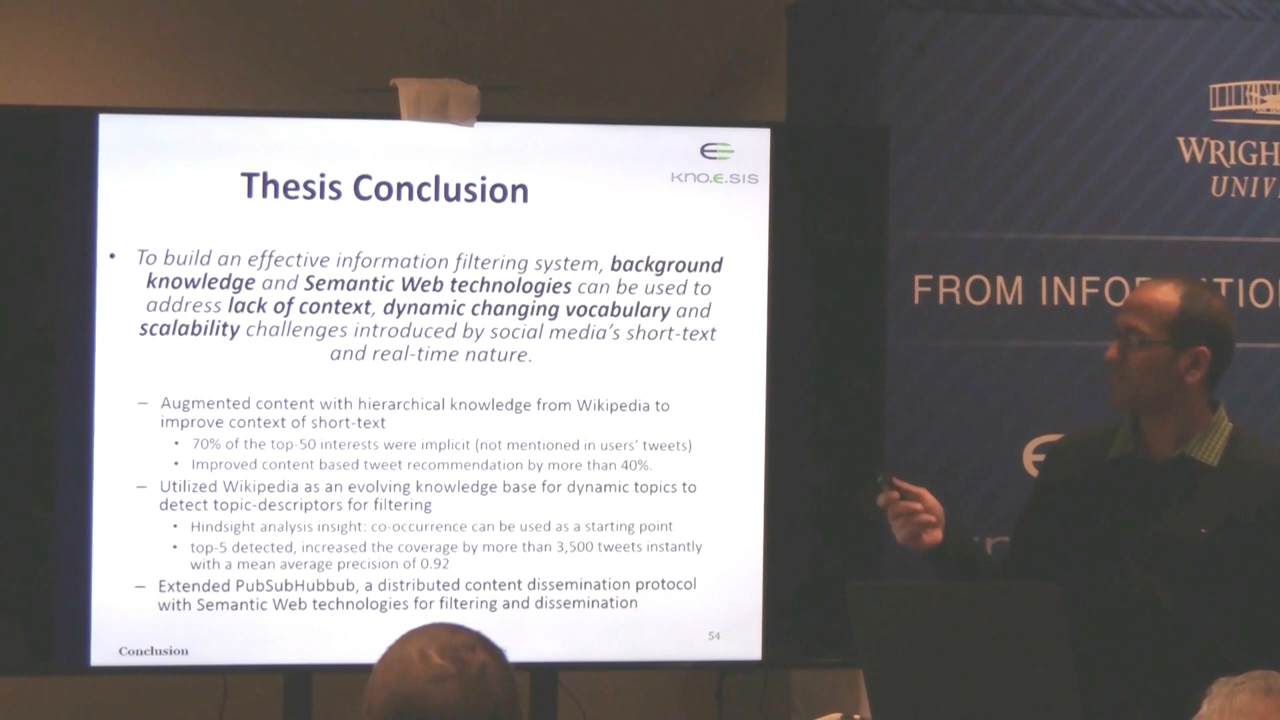 kno.e.sis
Thesis Conclusion
• To build an effective information filtering system, background
knowledge and Semantic Web technologies can be used to
address lack of context, dynamic changing vocabulary and
scalability challenges introduced by social media's short-text
and real-time nature.
– Augmented content with hierarchical knowledge from Wikipedia to
improve context of short-text
• 70% of the top-50 interests were implicit (not mentioned in users' tweets)
• Improved content based tweet recommendation by more than 40%.
– Utilized Wikipedia as an evolving knowledge base for dynamic topics to
detect topic-descriptors for filtering
• Hindsight analysis insight: co-occurrence can be used as a starting point
• top-5 detected, increased the coverage by more than 3,500 tweets instantly
with a mean average precision of 0.92
– Extended PubSubHubbub, a distributed content dissemination protocol
with Semantic Web technologies for filtering and dissemination
54
Conclusion
WRIGH
UNIV
FROM